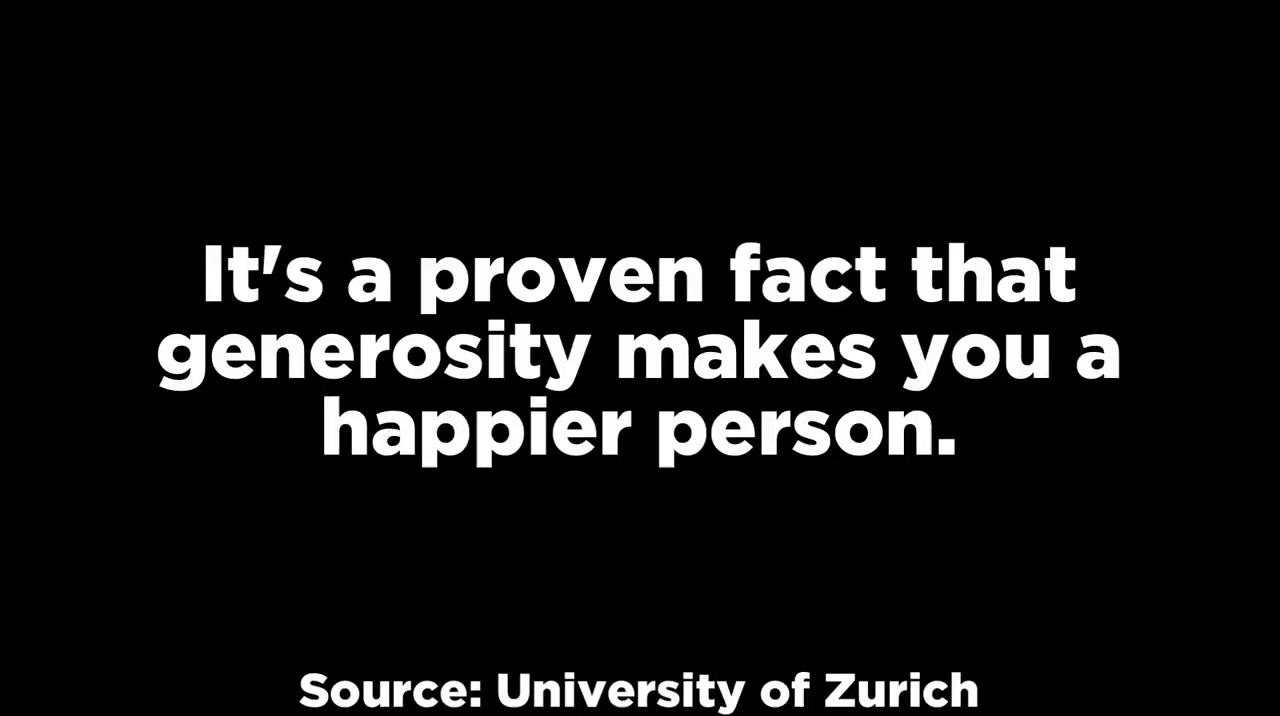 It's a proven fact that
generosity makes you a
happier person.
Source: University of Zurich